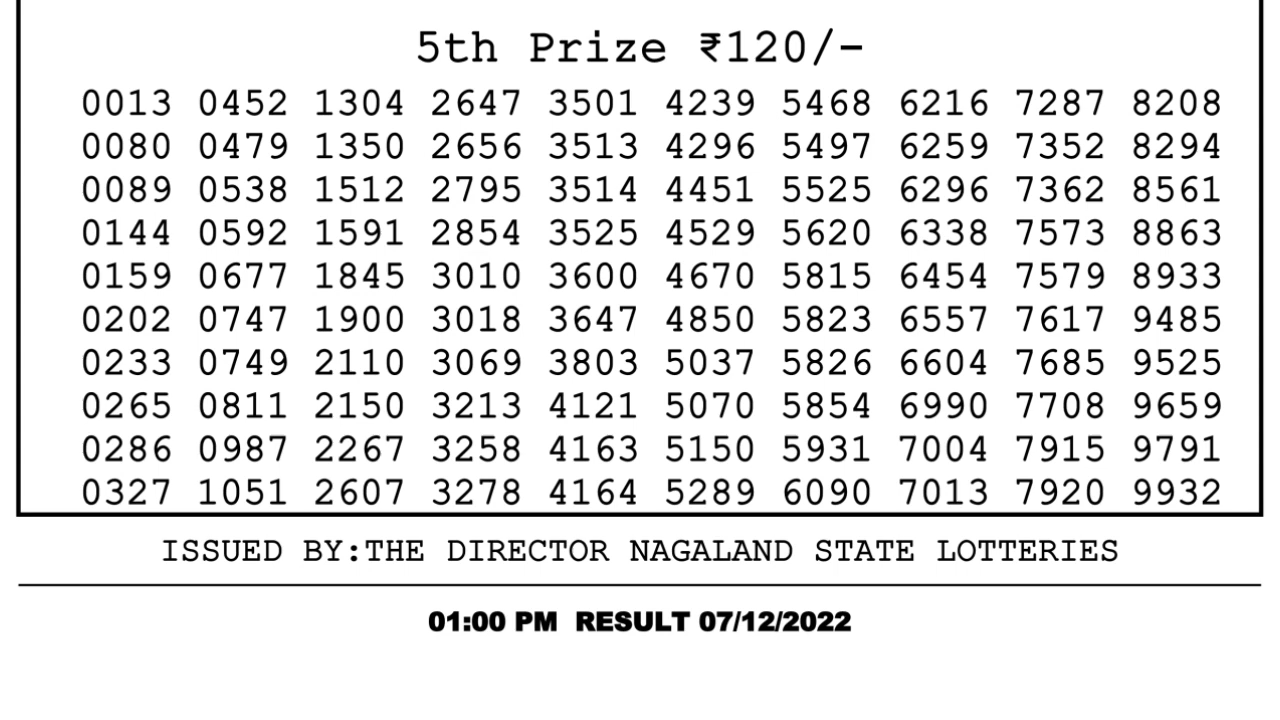 5th Prize ₹120/-
0013 0452 1304 2647 3501 4239 5468 6216 7287 8208
0080 0479 1350 2656 3513 4296 5497 6259 7352 8294
0089 0538 1512 2795 3514 4451 5525 6296 7362 8561
0144 0592 1591 2854 3525 4529 5620 6338 7573 8863
0159 0677 1845 3010 3600 4670 5815 6454 7579 8933
0202 0747 1900 3018 3647 4850 5823 6557 7617 9485
0233 0749 2110 3069 3803 5037 5826 6604 7685 9525
0265 0811 2150 3213 4121 5070 5854 6990 7708 9659
0286 0987 2267 3258 4163 5150 5931 7004 7915 9791
0327 1051 2607 3278 4164 5289 6090 7013 7920 9932
ISSUED BY:THE DIRECTOR NAGALAND STATE LOTTERIES
01:00 PM RESULT 07/12/2022